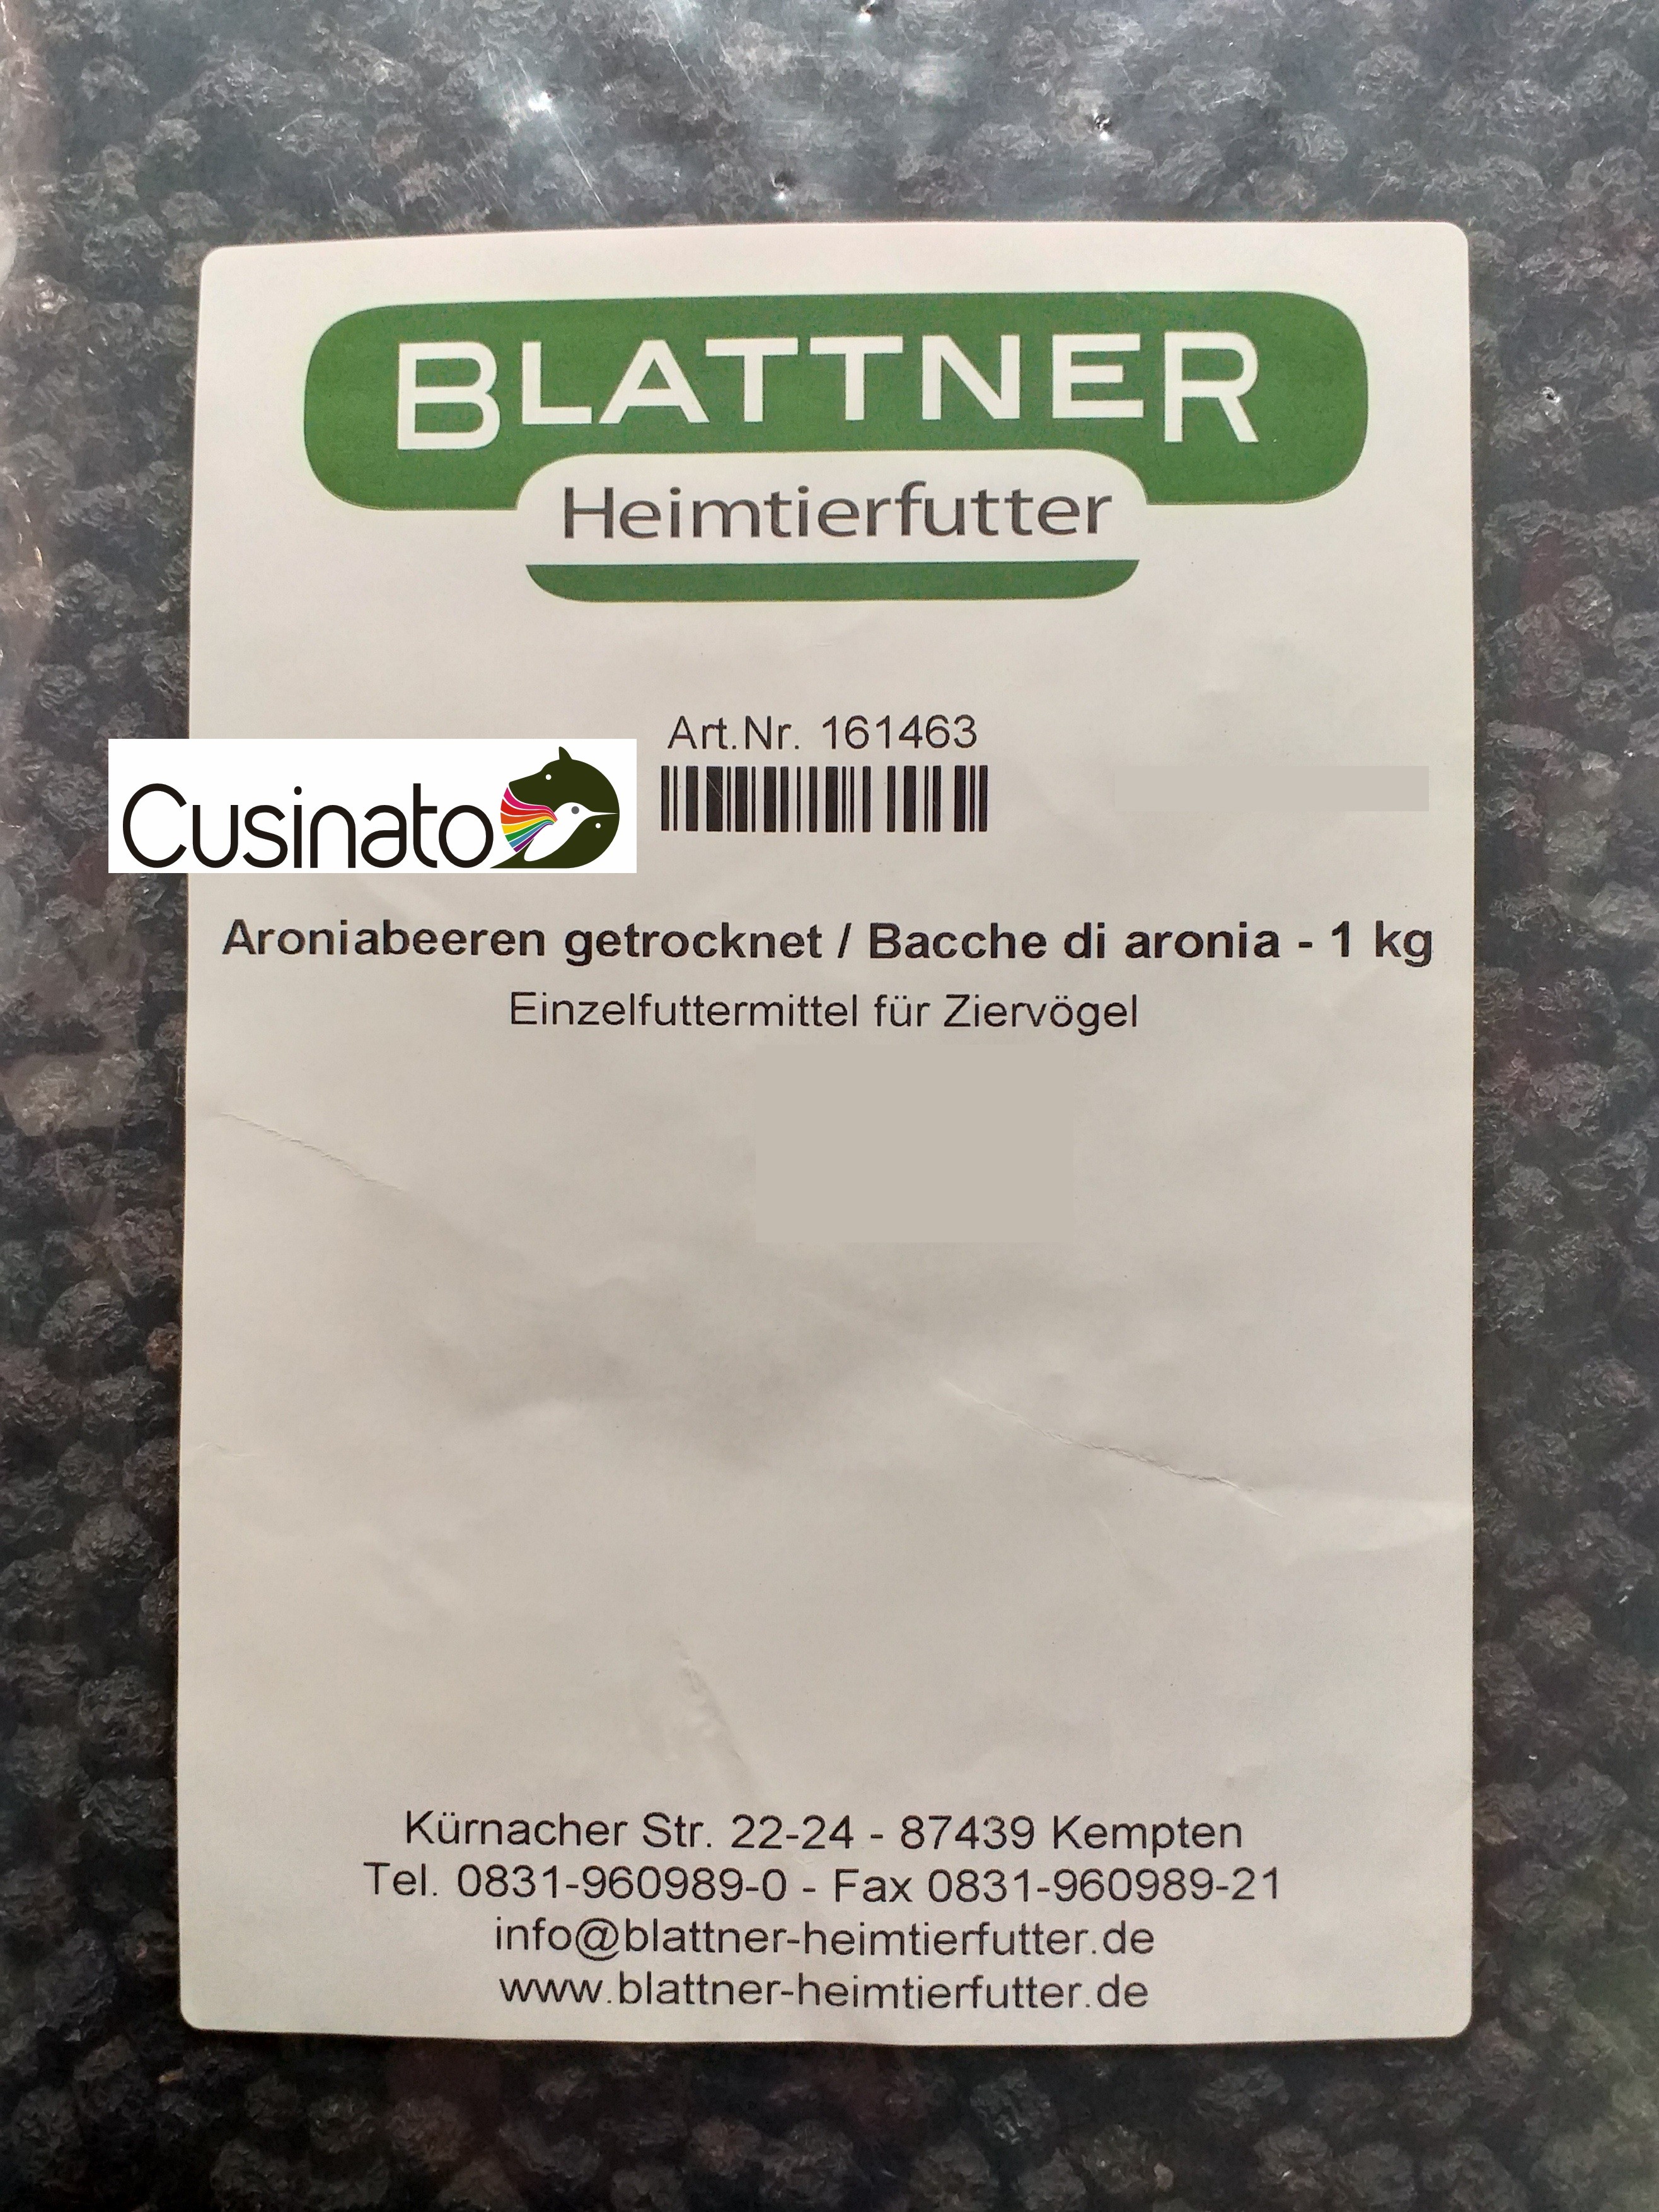 BLATTNER
Heimtierfutter
Art.Nr. 161463
Cusinato
Aroniabeeren getrocknet / Bacche di aronia - 1 kg
Einzelfuttermittel für Ziervögel
Kürnacher Str. 22-24 - 87439 Kempten
Tel. 0831-960989-0 - Fax 0831-960989-21
info@blattner-heimtierfutter.de
www.blattner-heimtierfutter.de